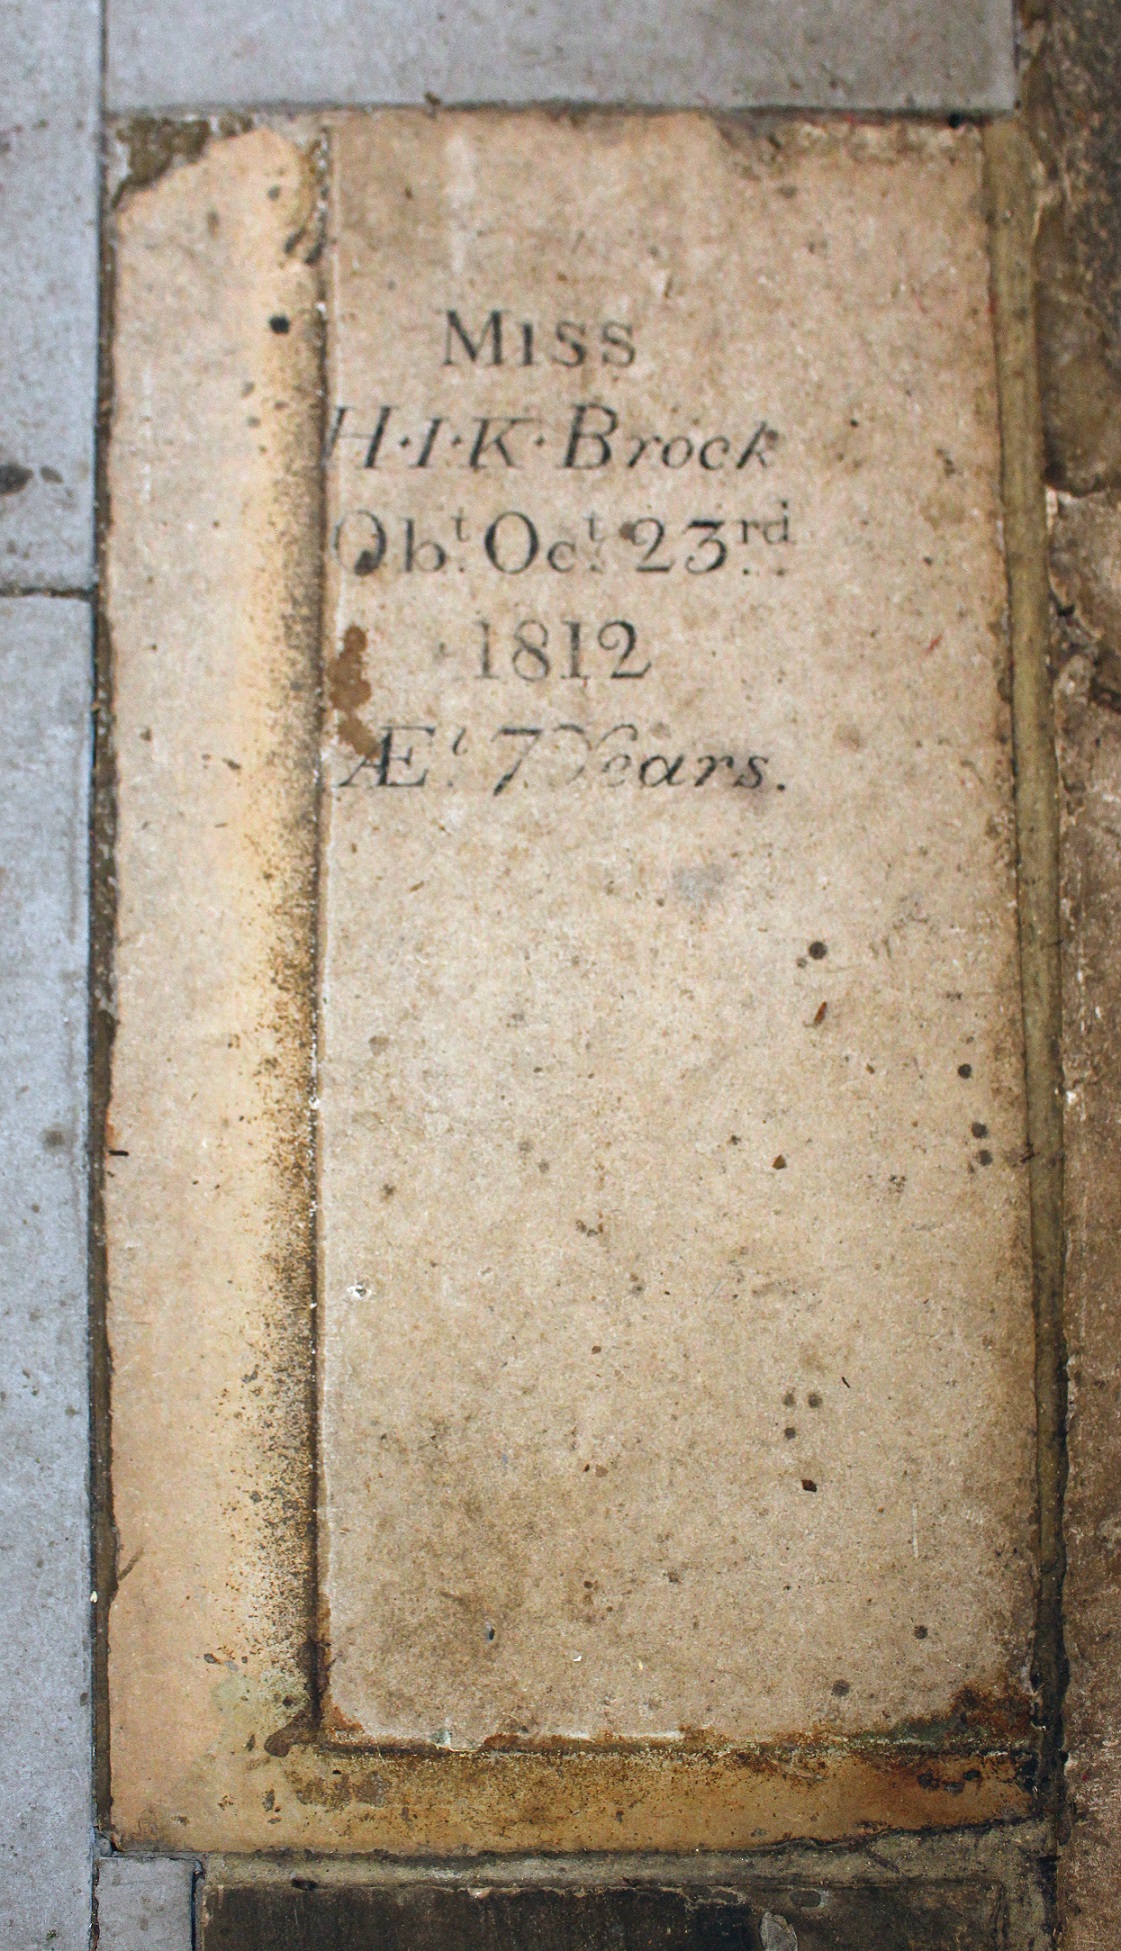 Miss
H·I·K·Brock
Obt. Oct. 23rd.
1812
Æt. 7 Years.